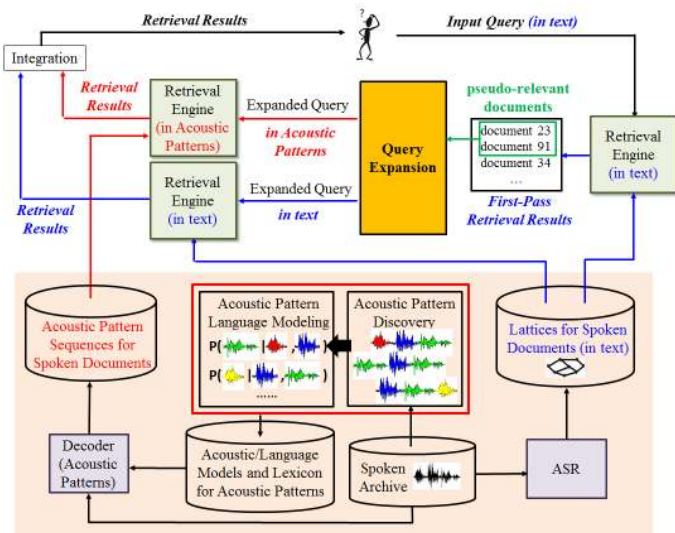 Retrieval Results
?
Input Query (in text)
Integration
Retrieval
Results
Retrieval
Engine
(in Acoustic
Patterns)
Expanded Query
in Acoustic
Patterns
Query
Expansion
pseudo-relevant
documents
document 23
document 91
document 34
...
First-Pass
Retrieval Results
Retrieval
Engine
(in text)
Retrieval
Results
Retrieval
Engine
(in text)
Expanded Query
in text
Acoustic Pattern
Sequences for
Spoken Documents
Acoustic Pattern
Language Modeling
P( | , )
P( | , )
......
Acoustic Pattern
Discovery
Lattices for Spoken
Documents (in text)
Decoder
(Acoustic
Patterns)
Acoustic/Language
Models and Lexicon
for Acoustic Patterns
Spoken
Archive
ASR